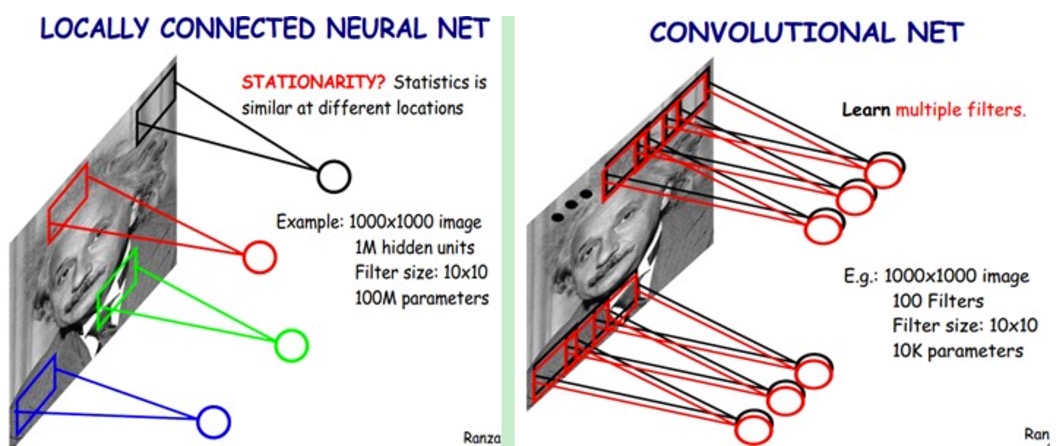 LOCALLY CONNECTED NEURAL NET
STATIONARITY? Statistics is
similar at different locations
Example: 1000x1000 image
1M hidden units
Filter size: 10x10
100M parameters
Ranza
CONVOLUTIONAL NET
Learn multiple filters.
E.g.: 1000x1000 image
100 Filters
Filter size: 10x10
10K parameters
Ran